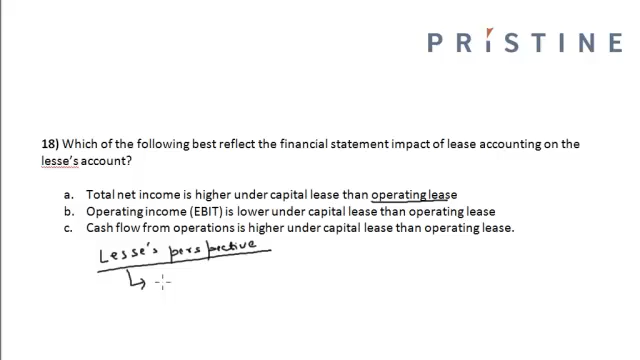 PRISTINE
18) Which of the following best reflect the financial statement impact of lease accounting on the
lesse's account?
a. Total net income is higher under capital lease than operating lease
b. Operating income (EBIT) is lower under capital lease than operating lease
c. Cash flow from operations is higher under capital lease than operating lease.
Lesse's perspective